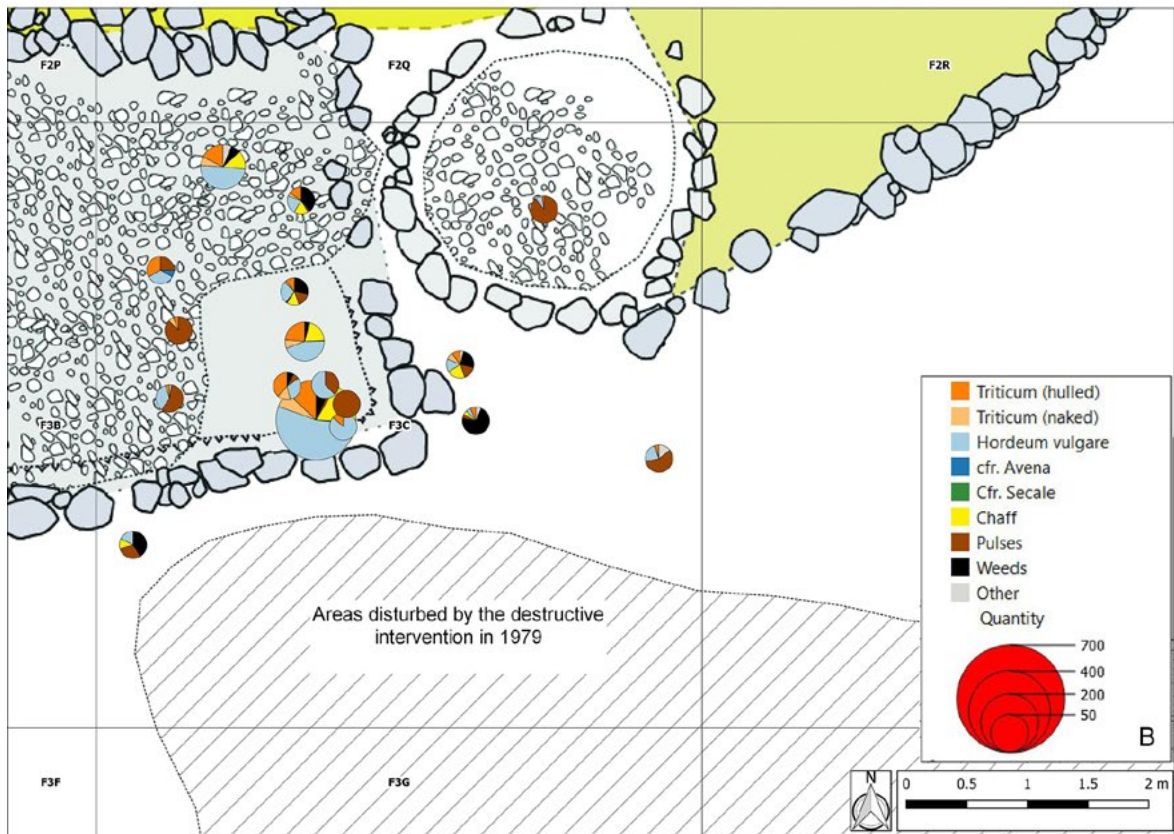 F2P
F2Q
F2R
F3B
F3C
Triticum (hulled)
Triticum (naked)
Hordeum vulgare
cfr. Avena
Cfr. Secale
Chaff
Pulses
Weeds
Other
Quantity
700
400
200
50
B
Areas disturbed by the destructive
intervention in 1979
F3F
F3G
N
0 0.5 1 1.5 2 m